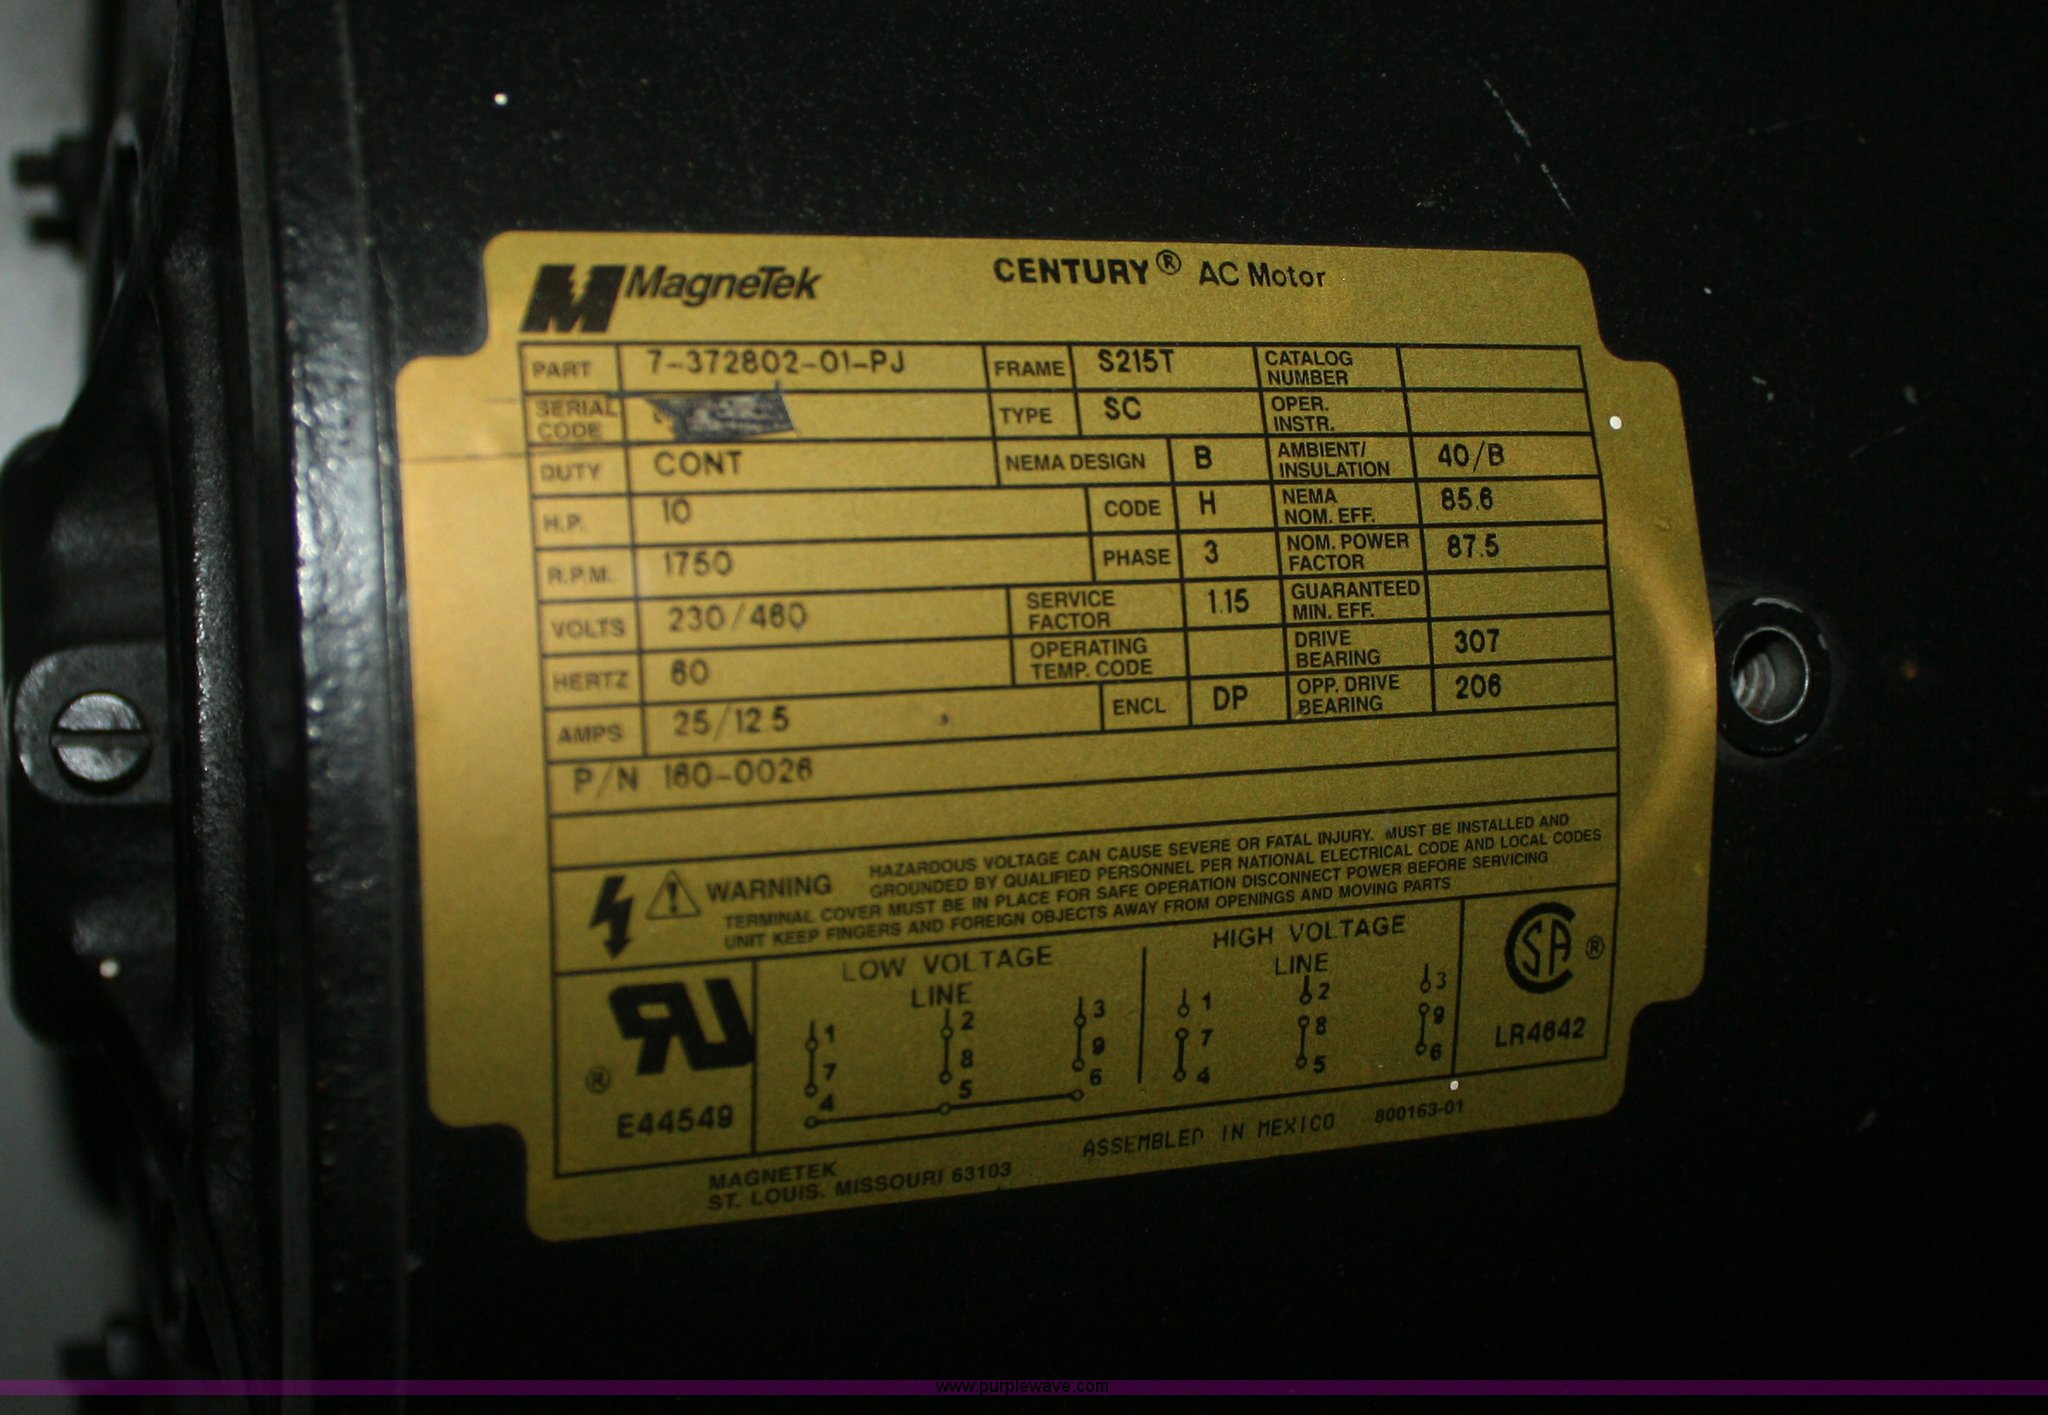 MagneTek CENTURY® AC Motor
PART 7-372802-01-PJ FRAME S215T CATALOG NUMBER
SERIAL CODE TYPE SC OPER. INSTR.
DUTY CONT NEMA DESIGN B AMBIENT/ INSULATION 40/B
H.P. 10 CODE H NEMA NOM. EFF. 85.6
R.P.M. 1750 PHASE 3 NOM. POWER FACTOR 87.5
VOLTS 230/460 SERVICE FACTOR 1.15 GUARANTEED MIN. EFF.
HERTZ 60 OPERATING TEMP. CODE DRIVE BEARING 307
AMPS 25/12.5 ENCL DP OPP. DRIVE BEARING 206
P/N 160-0026
WARNING HAZARDOUS VOLTAGE CAN CAUSE SEVERE OR FATAL INJURY. MUST BE INSTALLED AND
GROUNDED BY QUALIFIED PERSONNEL PER NATIONAL ELECTRICAL CODE AND LOCAL CODES
TERMINAL COVER MUST BE IN PLACE FOR SAFE OPERATION DISCONNECT POWER BEFORE SERVICING
UNIT KEEP FINGERS AND FOREIGN OBJECTS AWAY FROM OPENINGS AND MOVING PARTS
LOW VOLTAGE
LINE
1 2 3
7 8 9
4 5 6
HIGH VOLTAGE
LINE
1 2 3
7 8 9
4 5 6
® E44549
SA ®
LR4642
MAGNETEK
ST. LOUIS, MISSOURI 63103
ASSEMBLED IN MEXICO 800163-01
www.purplewave.com